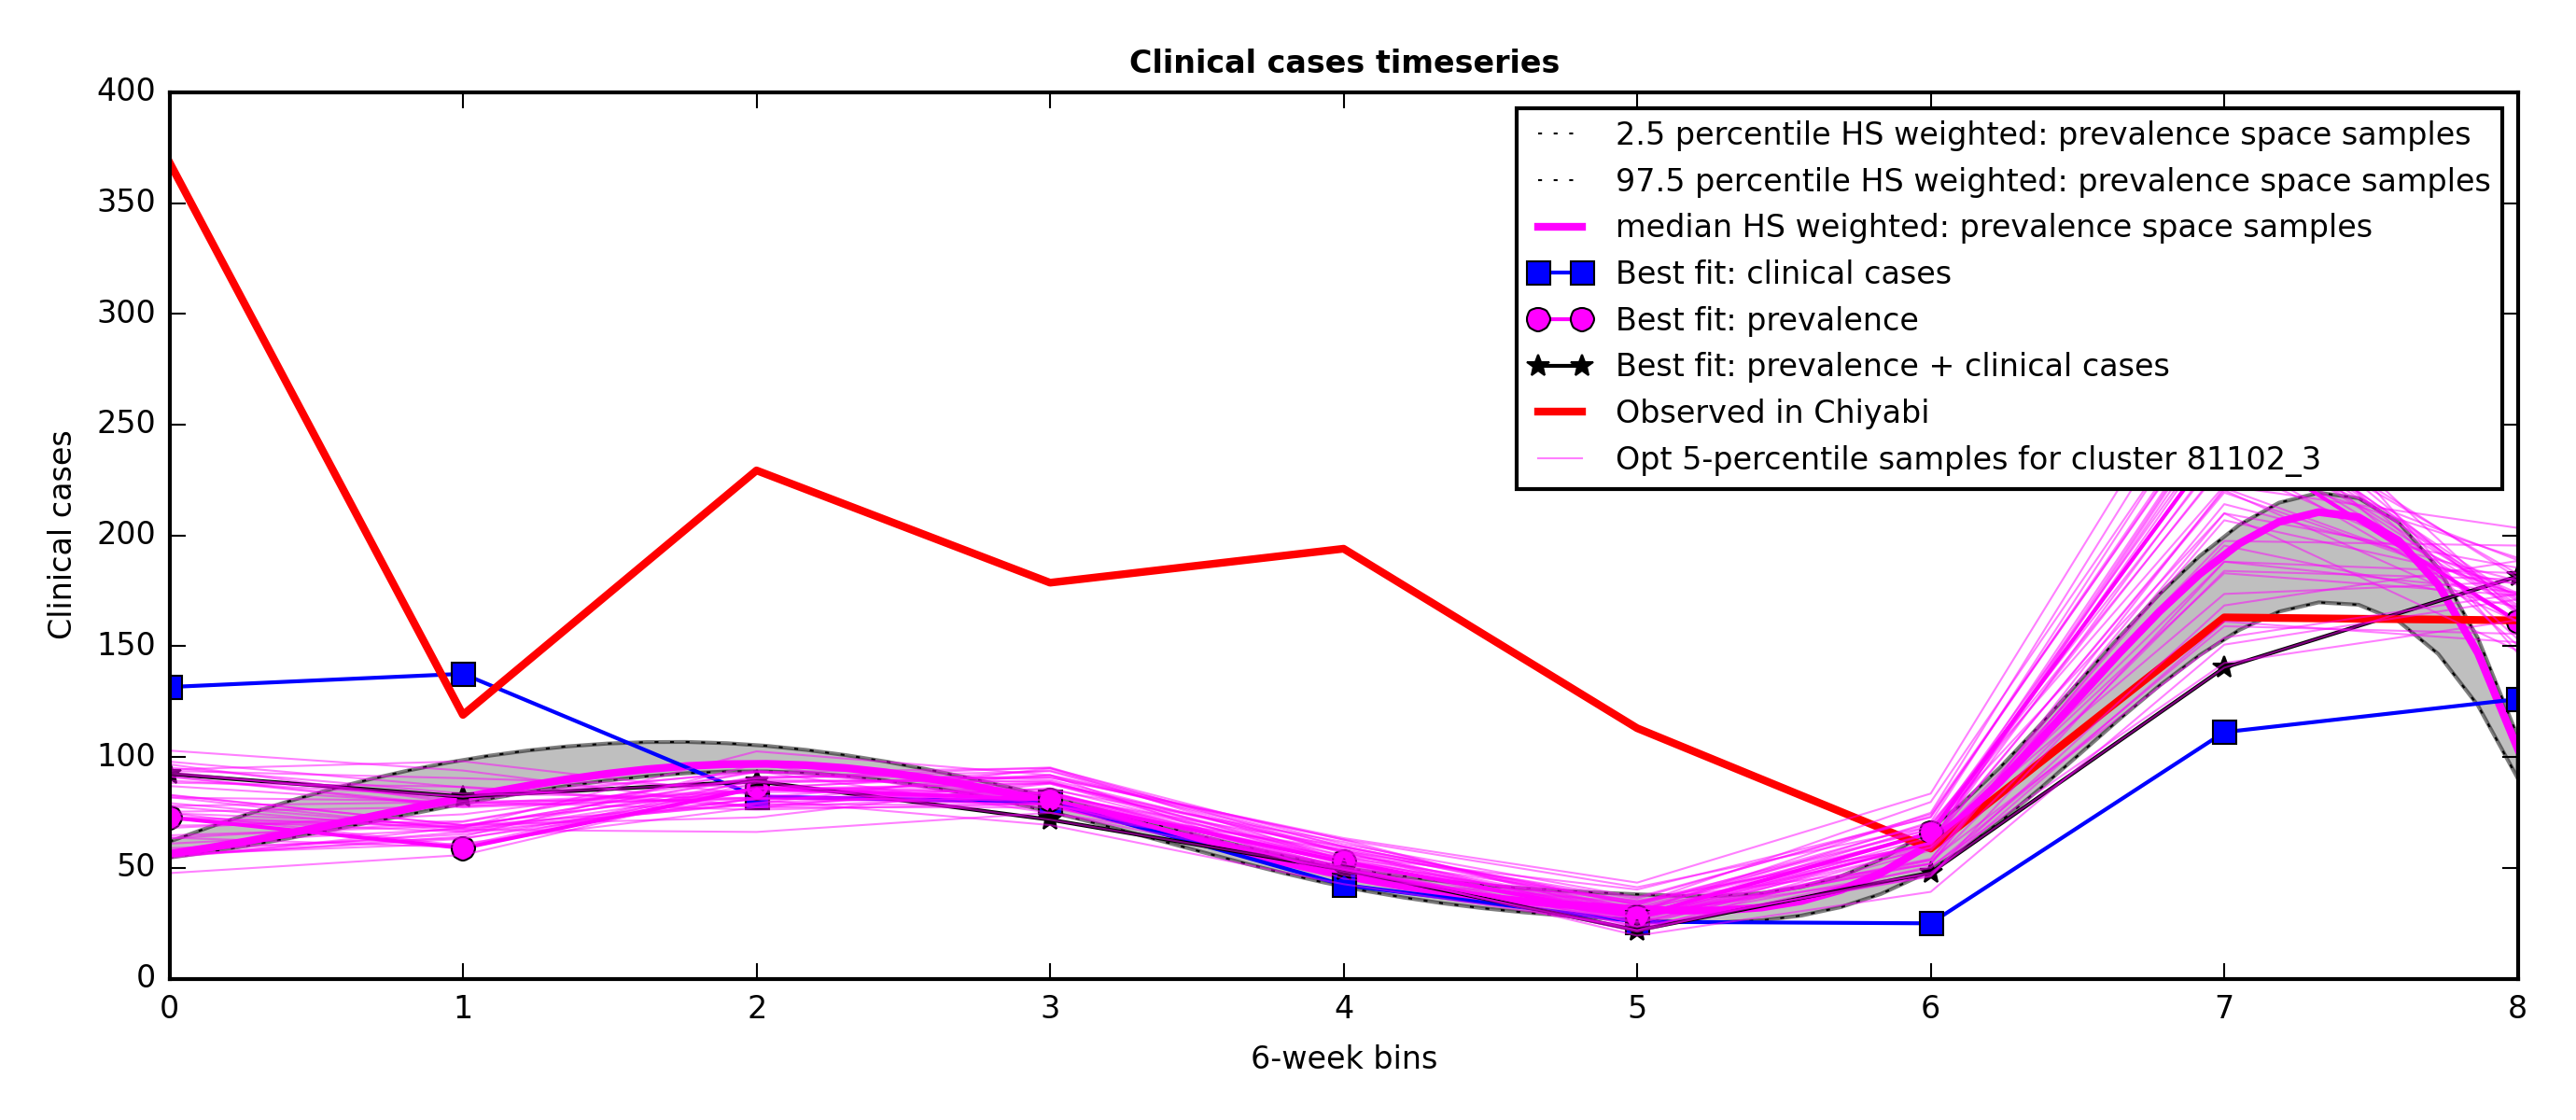 Clinical cases timeseries
400
350
300
250
200
150
100
50
0
Clinical cases
2.5 percentile HS weighted: prevalence space samples
97.5 percentile HS weighted: prevalence space samples
median HS weighted: prevalence space samples
Best fit: clinical cases
Best fit: prevalence
Best fit: prevalence + clinical cases
Observed in Chiyabi
Opt 5-percentile samples for cluster 81102_3
0 1 2 3 4 5 6 7 8
6-week bins